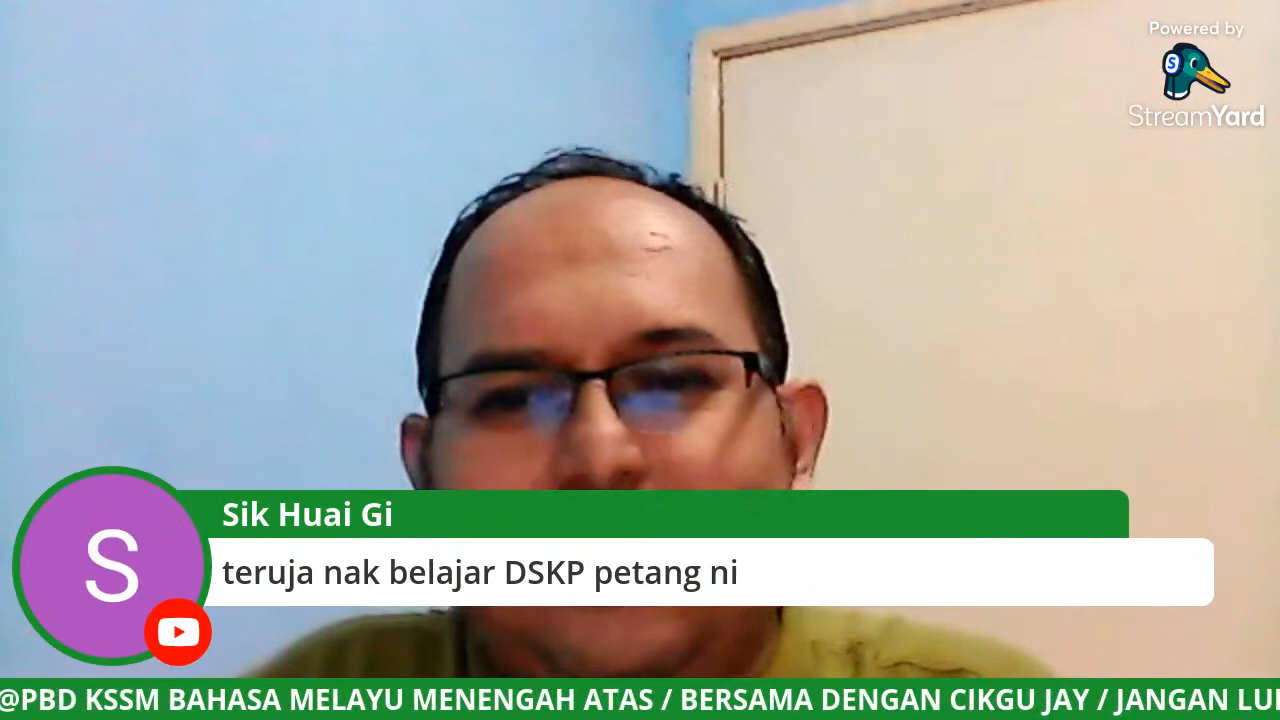 Powered by
S
StreamYard
Sik Huai Gi
teruja nak belajar DSKP petang ni
S
@PBD KSSM BAHASA MELAYU MENENGAH ATAS / BERSAMA DENGAN CIKGU JAY / JANGAN